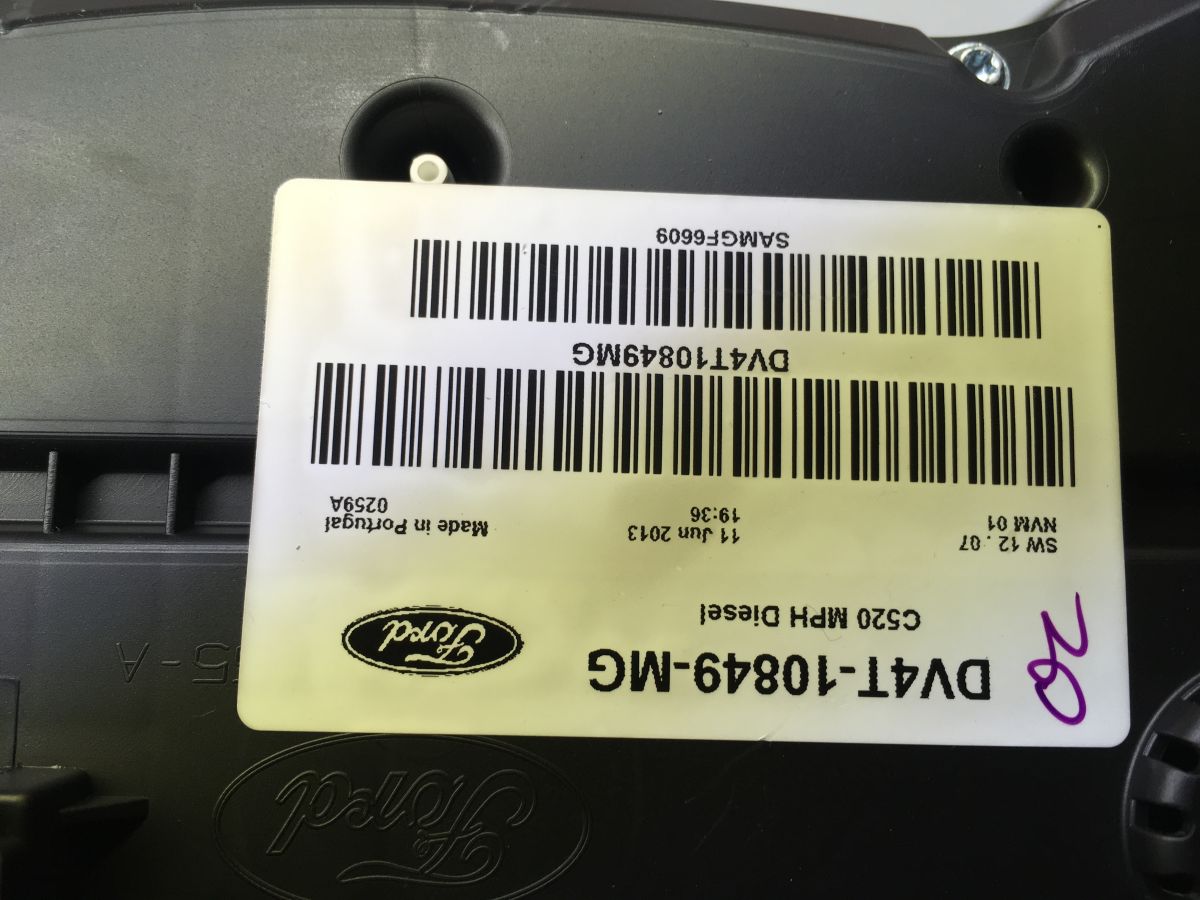 DV4T-10849-MG
Ford
C520 MPH Diesel
SW 12 . 07
NVM 01
11 Jun 2013
19:36
Made in Portugal
0259A
DV4T10849MG
SAMGF6609
20
Ford